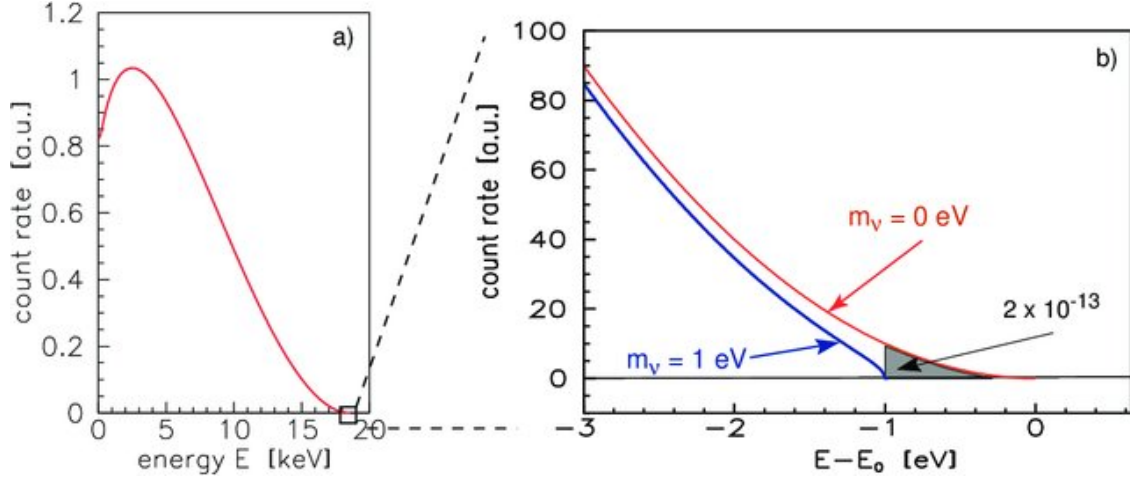 a)
count rate [a.u.]
1.2
1
0.8
0.6
0.4
0.2
0
0 5 10 15 20
energy E [keV]
b)
count rate [a.u.]
100
80
60
40
20
0
mν = 0 eV
2 x 10⁻¹³
mν = 1 eV
−3 −2 −1 0
E−E₀ [eV]